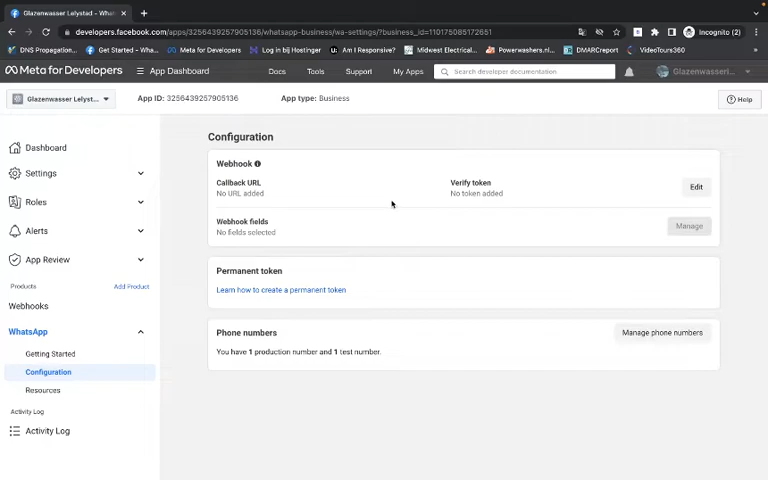 Glazenwasser Lelystad - Wha
developers.facebook.com/apps/3256439257905136/whatsapp-business/wa-settings/?business_id=1101750851​72651
Incognito (2)
DNS Propagation...
Get Started - Wha...
Meta for Developers
Log in bij Hostinger
Am I Responsive?
Midwest Electrical...
Powerwashers.nl...
DMARCreport
VideoTours360
Meta for Developers
App Dashboard
Docs
Tools
Support
My Apps
Search developer documentation
Glazenwasseri...
Glazenwasser Lelyst...
App ID: 3256439257905136
App type: Business
Help
Dashboard
Settings
Roles
Alerts
App Review
Products
Add Product
Webhooks
WhatsApp
Getting Started
Configuration
Resources
Activity Log
Activity Log
Configuration
Webhook
Callback URL
No URL added
Verify token
No token added
Edit
Webhook fields
No fields selected
Manage
Permanent token
Learn how to create a permanent token
Phone numbers
You have 1 production number and 1 test number.
Manage phone numbers